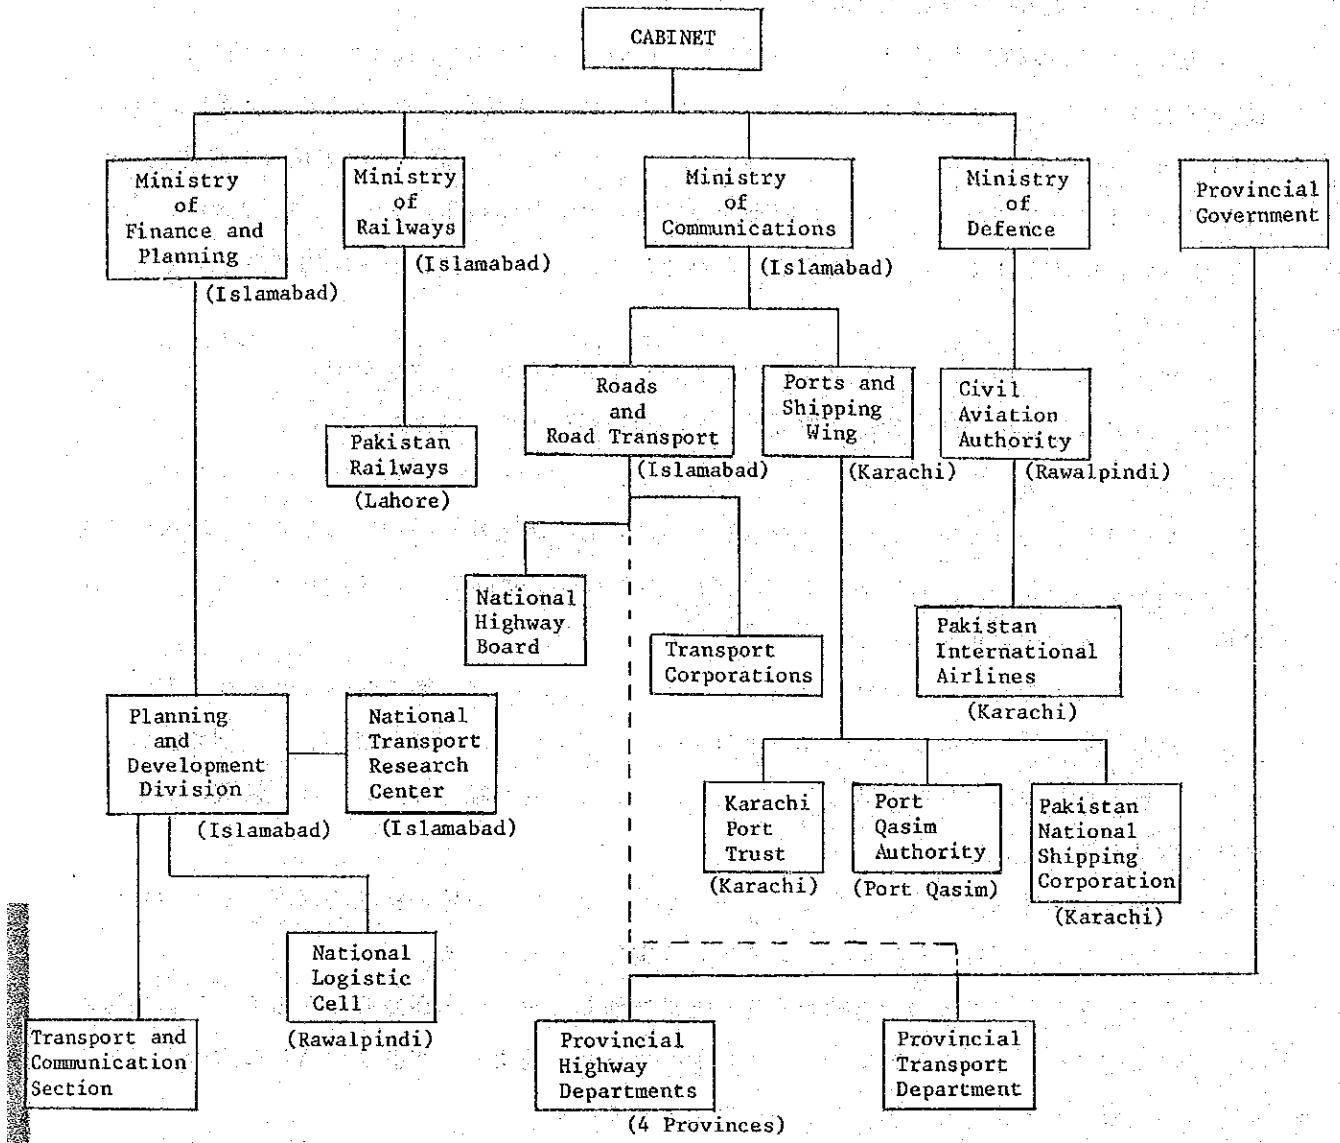 CABINET
Ministry
of
Finance and
Planning
(Islamabad)
Ministry
of
Railways
(Islamabad)
Ministry
of
Communications
(Islamabad)
Ministry
of
Defence
Provincial
Government
Pakistan
Railways
(Lahore)
Roads
and
Road Transport
(Islamabad)
Ports and
Shipping
Wing
(Karachi)
Civil
Aviation
Authority
(Rawalpindi)
National
Highway
Board
Transport
Corporations
Pakistan
International
Airlines
(Karachi)
Planning
and
Development
Division
(Islamabad)
National
Transport
Research
Center
(Islamabad)
Karachi
Port
Trust
(Karachi)
Port
Qasim
Authority
(Port Qasim)
Pakistan
National
Shipping
Corporation
(Karachi)
National
Logistic
Cell
(Rawalpindi)
Transport and
Communication
Section
Provincial
Highway
Departments
(4 Provinces)
Provincial
Transport
Department